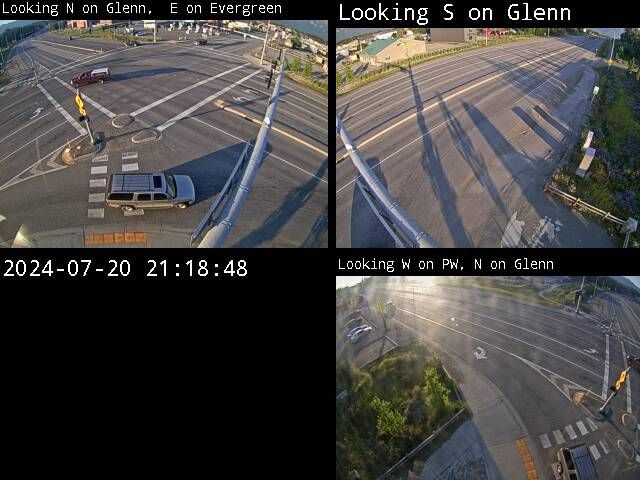 Looking N on Glenn,  E on Evergreen
Looking S on Glenn
2024-07-20 21:18:48
Looking W on PW, N on Glenn